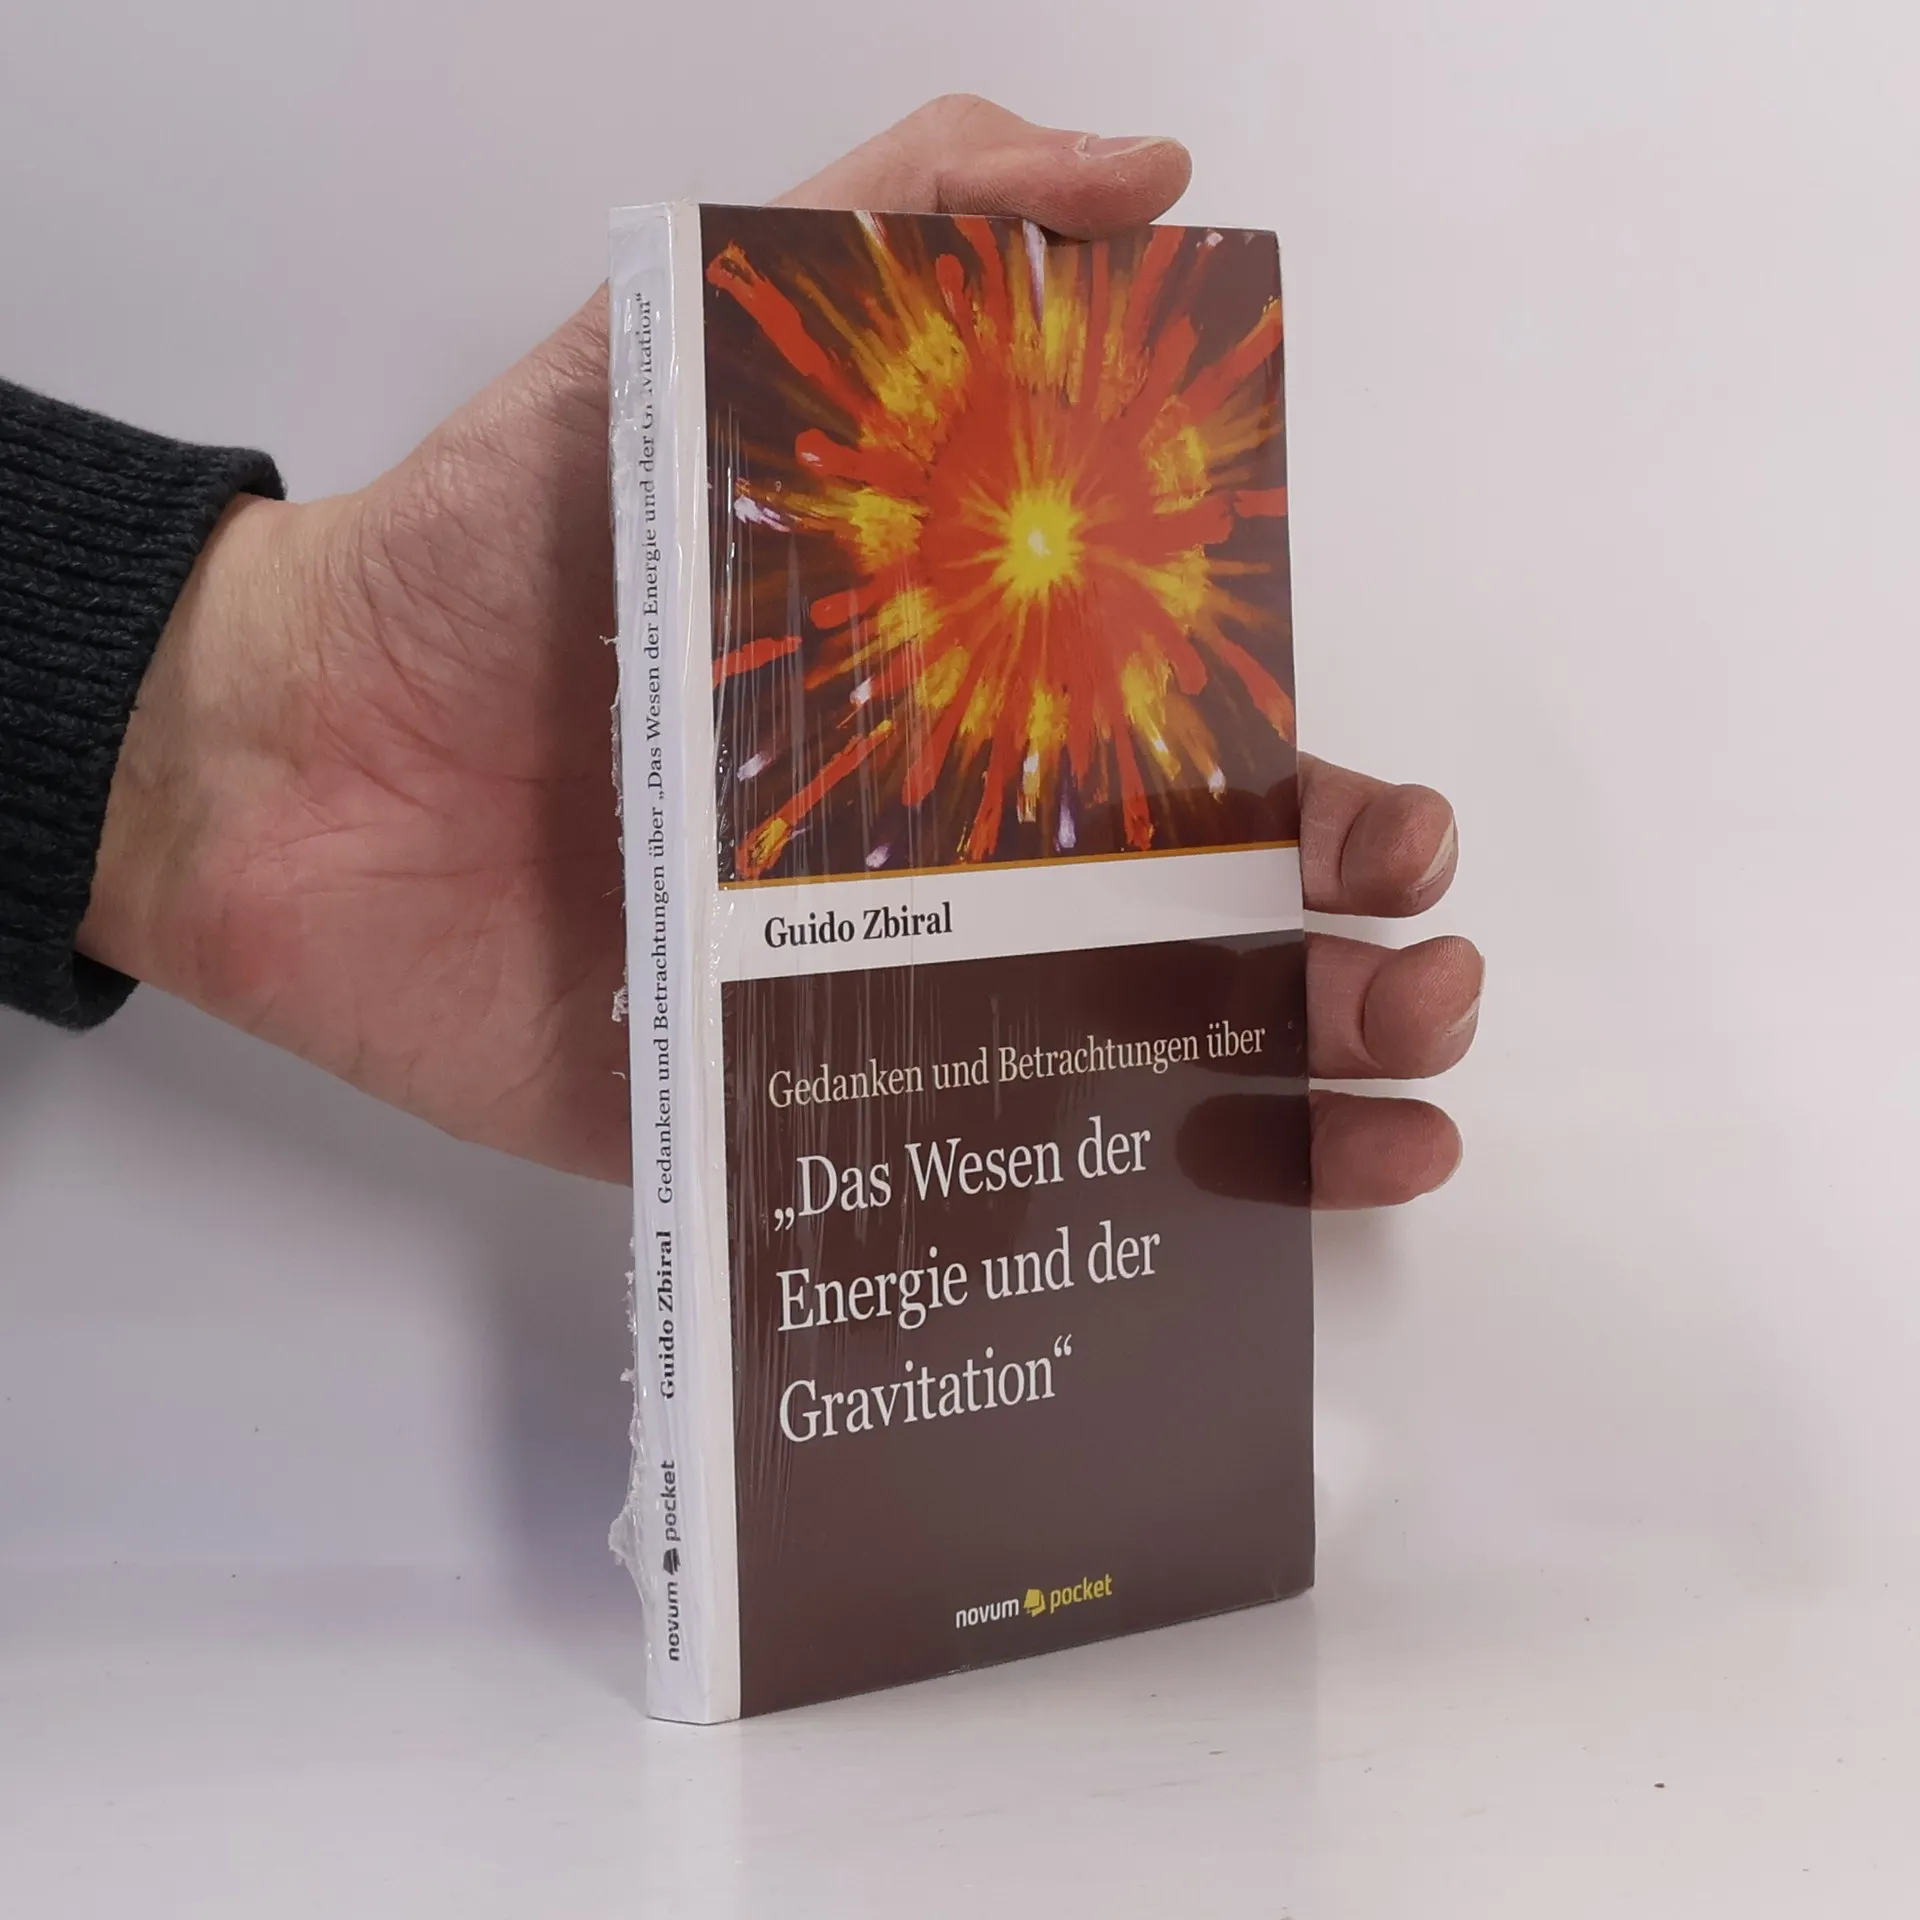 Guido Zbiral Gedanken und Betrachtungen über „Das Wesen der Energie und der Gravitation“
novum pocket
Guido Zbiral
Gedanken und Betrachtungen über
„Das Wesen der
Energie und der
Gravitation“
novum pocket